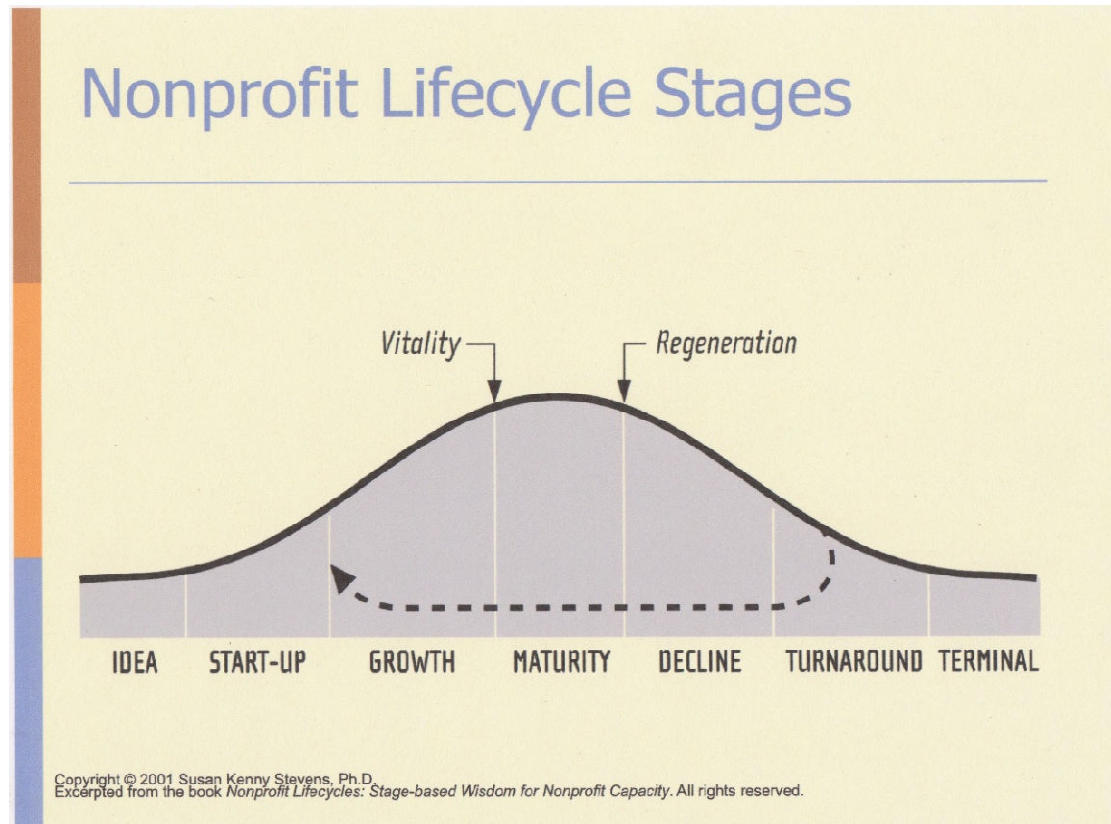 Nonprofit Lifecycle Stages
Vitality
Regeneration
IDEA START-UP GROWTH MATURITY DECLINE TURNAROUND TERMINAL
Copyright © 2001 Susan Kenny Stevens, Ph.D.
Excerpted from the book Nonprofit Lifecycles: Stage-based Wisdom for Nonprofit Capacity. All rights reserved.